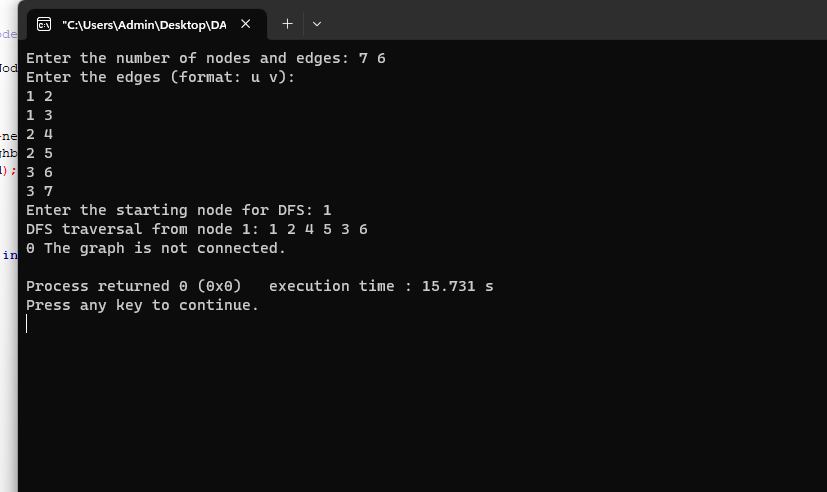 "C:\Users\Admin\Desktop\DA
Enter the number of nodes and edges: 7 6
Enter the edges (format: u v):
1 2
1 3
2 4
2 5
3 6
3 7
Enter the starting node for DFS: 1
DFS traversal from node 1: 1 2 4 5 3 6
0 The graph is not connected.
Process returned 0 (0x0)   execution time : 15.731 s
Press any key to continue.